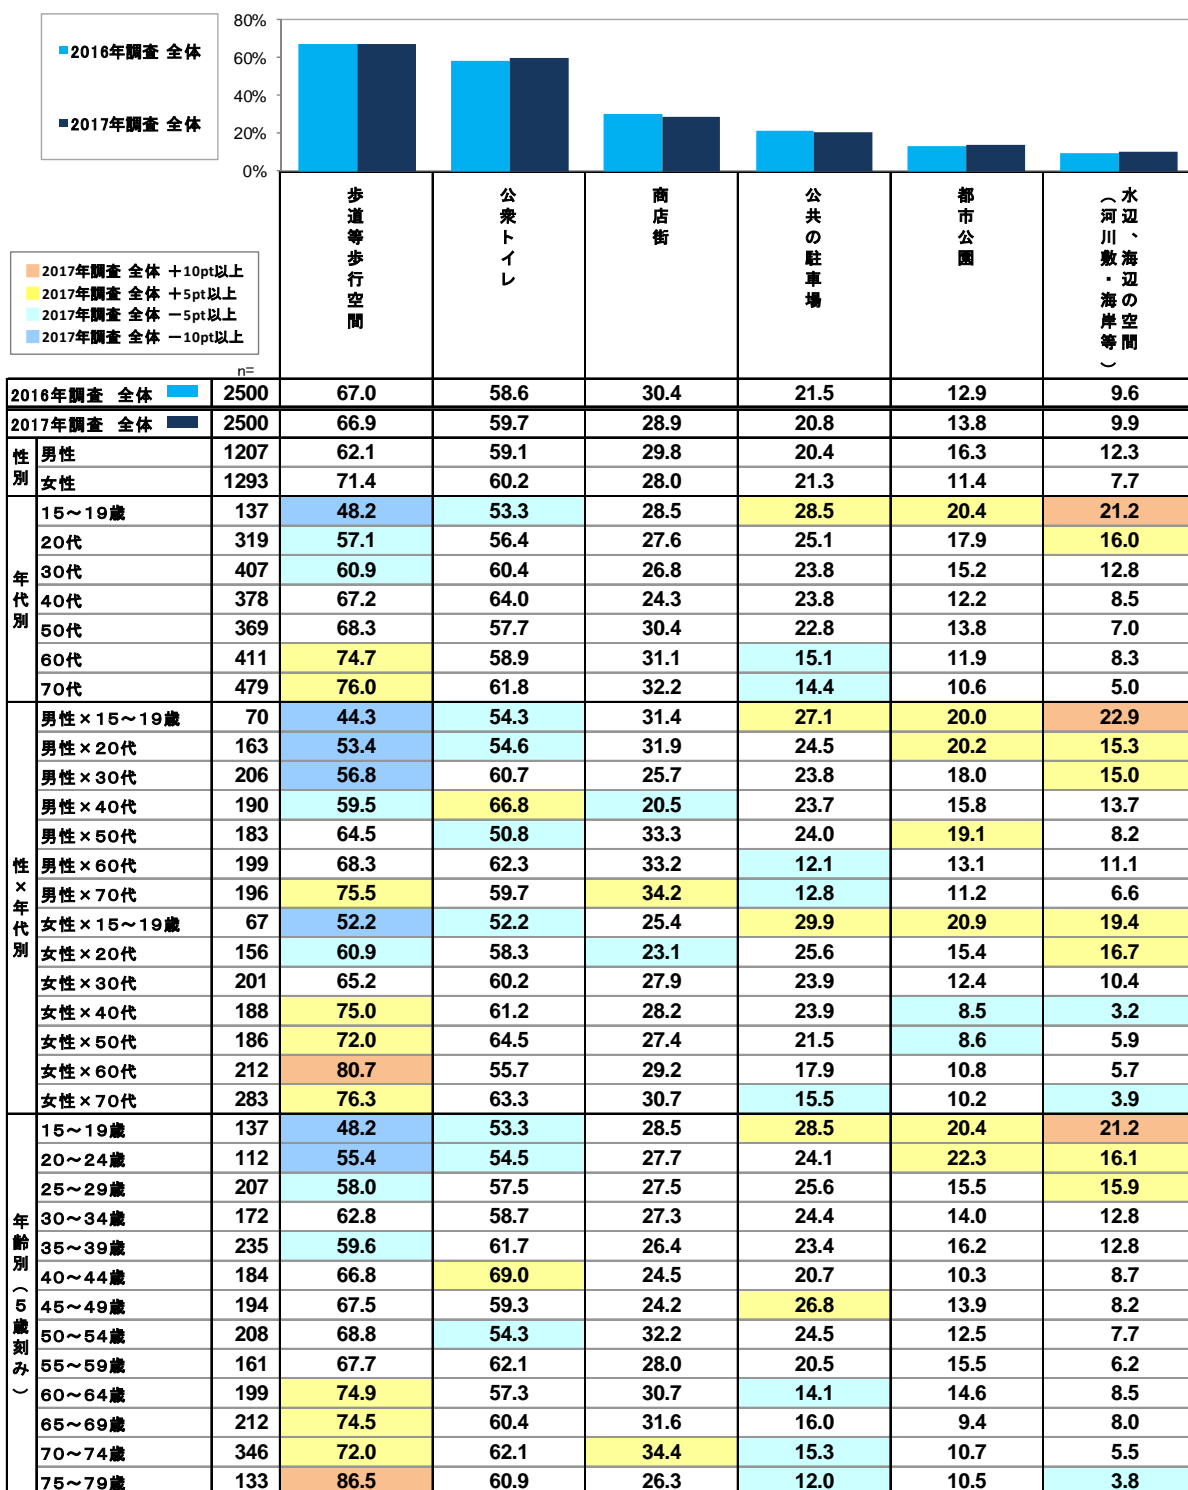 80%
60%
40%
20%
0%
2016年調査 全体
2017年調査 全体
歩道等歩行空間
公衆トイレ
商店街
公共の駐車場
都市公園
水辺、海辺の空間
（河川敷・海岸等）
2017年調査 全体 ＋10pt以上
2017年調査 全体 ＋5pt以上
2017年調査 全体 －5pt以上
2017年調査 全体 －10pt以上
n=
2016年調査 全体 2500 67.0 58.6 30.4 21.5 12.9 9.6
2017年調査 全体 2500 66.9 59.7 28.9 20.8 13.8 9.9
性別
男性 1207 62.1 59.1 29.8 20.4 16.3 12.3
女性 1293 71.4 60.2 28.0 21.3 11.4 7.7
年代別
15～19歳 137 48.2 53.3 28.5 28.5 20.4 21.2
20代 319 57.1 56.4 27.6 25.1 17.9 16.0
30代 407 60.9 60.4 26.8 23.8 15.2 12.8
40代 378 67.2 64.0 24.3 23.8 12.2 8.5
50代 369 68.3 57.7 30.4 22.8 13.8 7.0
60代 411 74.7 58.9 31.1 15.1 11.9 8.3
70代 479 76.0 61.8 32.2 14.4 10.6 5.0
性×年代別
男性×15～19歳 70 44.3 54.3 31.4 27.1 20.0 22.9
男性×20代 163 53.4 54.6 31.9 24.5 20.2 15.3
男性×30代 206 56.8 60.7 25.7 23.8 18.0 15.0
男性×40代 190 59.5 66.8 20.5 23.7 15.8 13.7
男性×50代 183 64.5 50.8 33.3 24.0 19.1 8.2
男性×60代 199 68.3 62.3 33.2 12.1 13.1 11.1
男性×70代 196 75.5 59.7 34.2 12.8 11.2 6.6
女性×15～19歳 67 52.2 52.2 25.4 29.9 20.9 19.4
女性×20代 156 60.9 58.3 23.1 25.6 15.4 16.7
女性×30代 201 65.2 60.2 27.9 23.9 12.4 10.4
女性×40代 188 75.0 61.2 28.2 23.9 8.5 3.2
女性×50代 186 72.0 64.5 27.4 21.5 8.6 5.9
女性×60代 212 80.7 55.7 29.2 17.9 10.8 5.7
女性×70代 283 76.3 63.3 30.7 15.5 10.2 3.9
年齢別（5歳刻み）
15～19歳 137 48.2 53.3 28.5 28.5 20.4 21.2
20～24歳 112 55.4 54.5 27.7 24.1 22.3 16.1
25～29歳 207 58.0 57.5 27.5 25.6 15.5 15.9
30～34歳 172 62.8 58.7 27.3 24.4 14.0 12.8
35～39歳 235 59.6 61.7 26.4 23.4 16.2 12.8
40～44歳 184 66.8 69.0 24.5 20.7 10.3 8.7
45～49歳 194 67.5 59.3 24.2 26.8 13.9 8.2
50～54歳 208 68.8 54.3 32.2 24.5 12.5 7.7
55～59歳 161 67.7 62.1 28.0 20.5 15.5 6.2
60～64歳 199 74.9 57.3 30.7 14.1 14.6 8.5
65～69歳 212 74.5 60.4 31.6 16.0 9.4 8.0
70～74歳 346 72.0 62.1 34.4 15.3 10.7 5.5
75～79歳 133 86.5 60.9 26.3 12.0 10.5 3.8